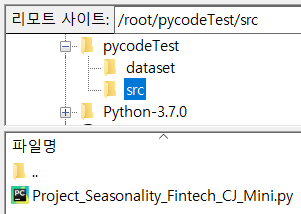 리모트 사이트: /root/pycodeTest/src
pycodeTest
dataset
src
Python-3.7.0
파일명
..
Project_Seasonality_Fintech_CJ_Mini.py